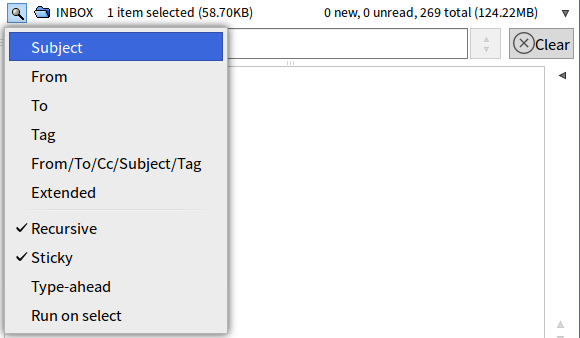 INBOX 1 item selected (58.70KB) 0 new, 0 unread, 269 total (124.22MB)
Subject
Clear
From
To
Tag
From/To/Cc/Subject/Tag
Extended
Recursive
Sticky
Type-ahead
Run on select